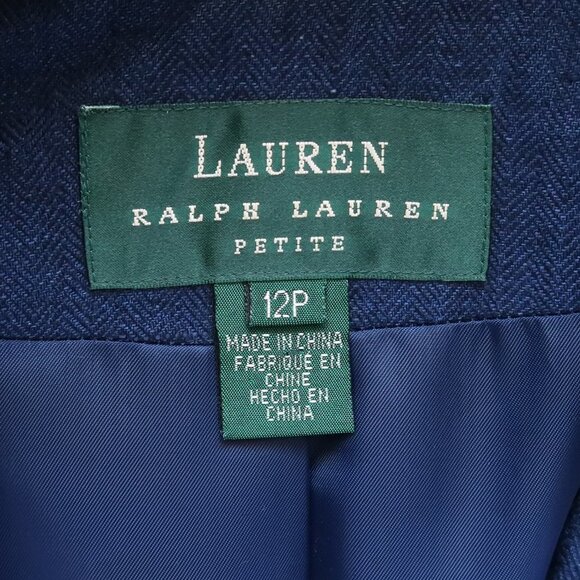 LAUREN
RALPH LAUREN
PETITE
12P
MADE IN CHINA
FABRIQUÉ EN
CHINE
HECHO EN
CHINA